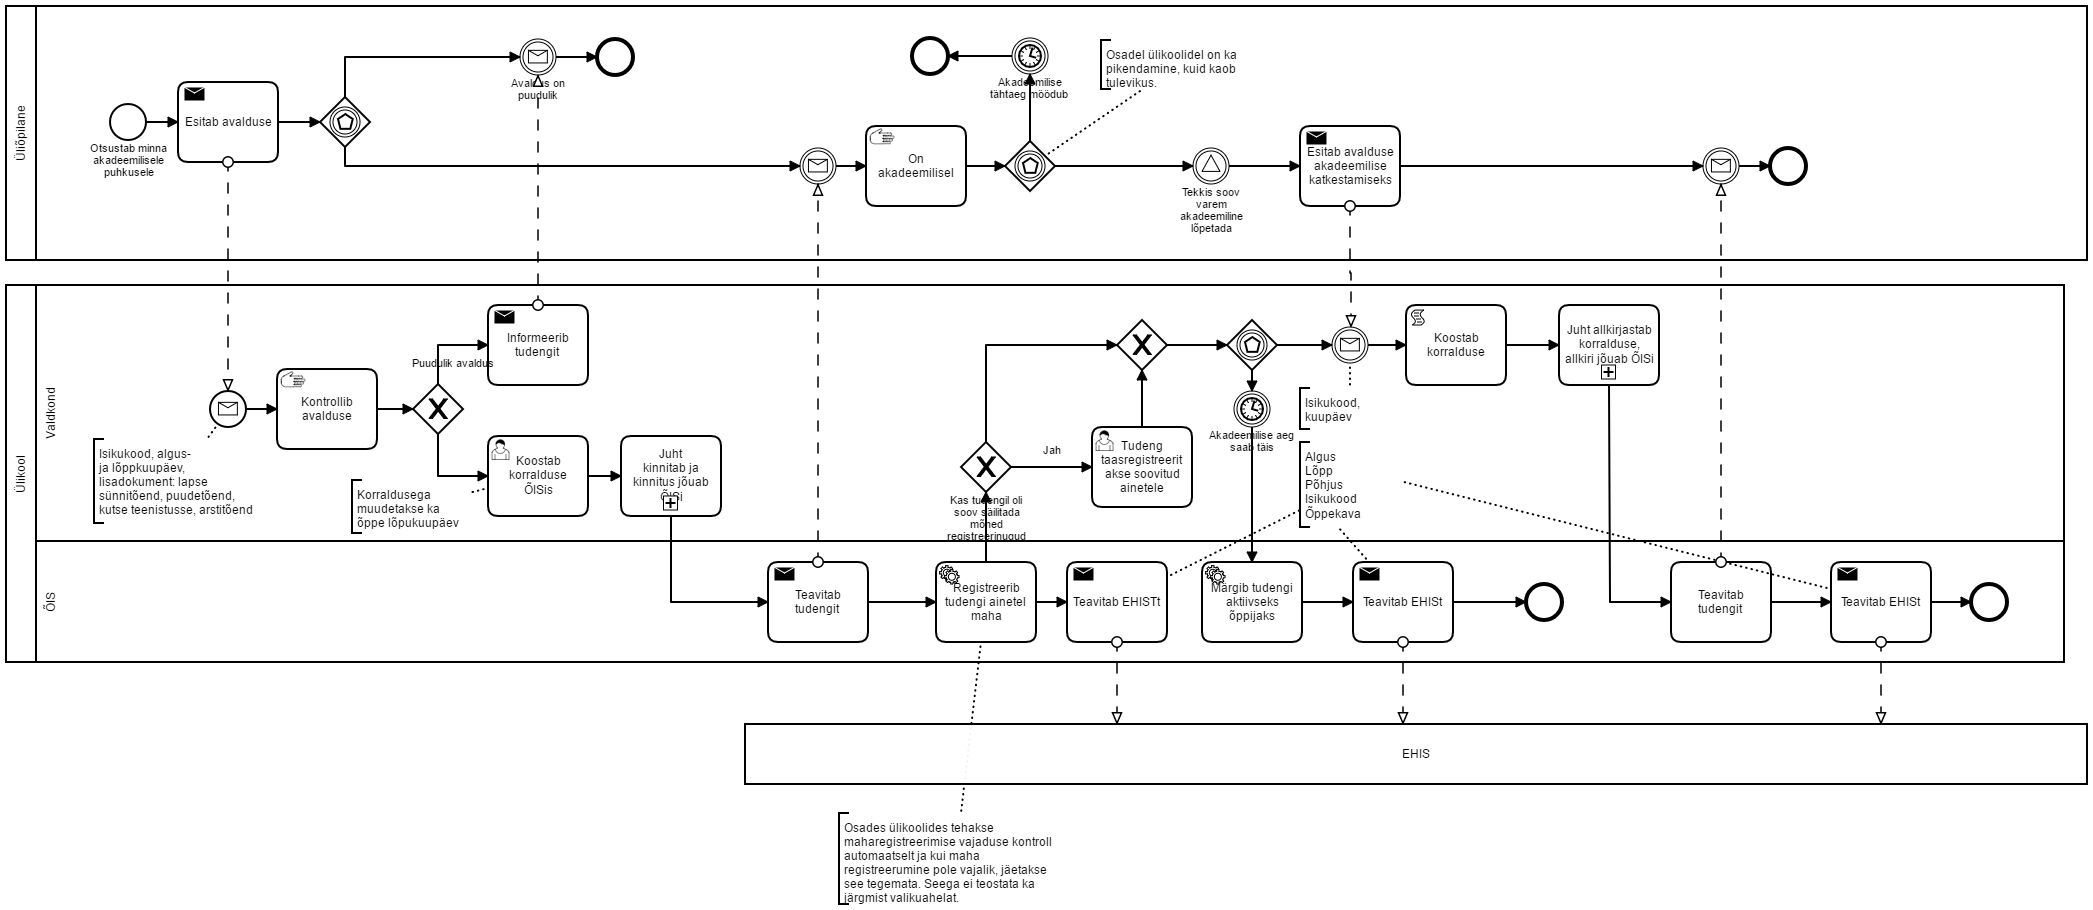 Üliõpilane
Otsustab minna
akadeemilisele
puhkusele
Esitab avalduse
Avaldus on
puudulik
On
akadeemilisel
Akadeemilise
tähtaeg möödub
Osadel ülikoolidel on ka
pikendamine, kuid kaob
tulevikus.
Tekkis soov
varem
akadeemiline
lõpetada
Esitab avalduse
akadeemilise
katkestamiseks
Ülikool
Valdkond
Isikukood, algus-
ja lõppkuupäev,
lisadokument: lapse
sünnitõend, puudetõend,
kutse teenistusse, arstitõend
Kontrollib
avalduse
Puudulik avaldus
Informeerib
tudengit
Korraldusega
muudetakse ka
õppe lõpukuupäev
Koostab
korralduse
ÕISis
Juht
kinnitab ja
kinnitus jõuab
ÕISi
Kas tudengil oli
soov säilitada
mõned
registreerinugud
Jah
Tudeng
taasregistreerit
akse soovitud
ainetele
Akadeemilise aeg
saab täis
Isikukood,
kuupäev
Algus
Lõpp
Põhjus
Isikukood
Õppekava
Koostab
korralduse
Juht allkirjastab
korralduse,
allkiri jõuab ÕISi
ÕIS
Teavitab
tudengit
Registreerib
tudengi ainetel
maha
Teavitab EHISTt
Märgib tudengi
aktiivseks
õppijaks
Teavitab EHISt
Teavitab
tudengit
Teavitab EHISt
EHIS
Osades ülikoolides tehakse
maharegistreerimise vajaduse kontroll
automaatselt ja kui maha
registreerumine pole vajalik, jäetakse
see tegemata. Seega ei teostata ka
järgmist valikuahelat.